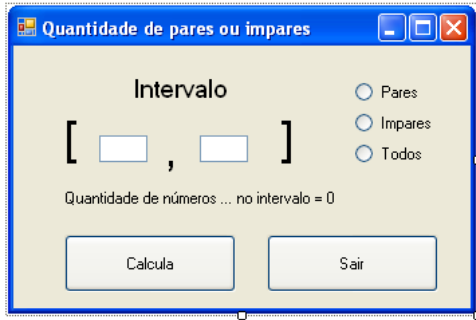 Quantidade de pares ou impares
Intervalo
[ , ]
Pares
Impares
Todos
Quantidade de números ... no intervalo = 0
Calcula
Sair